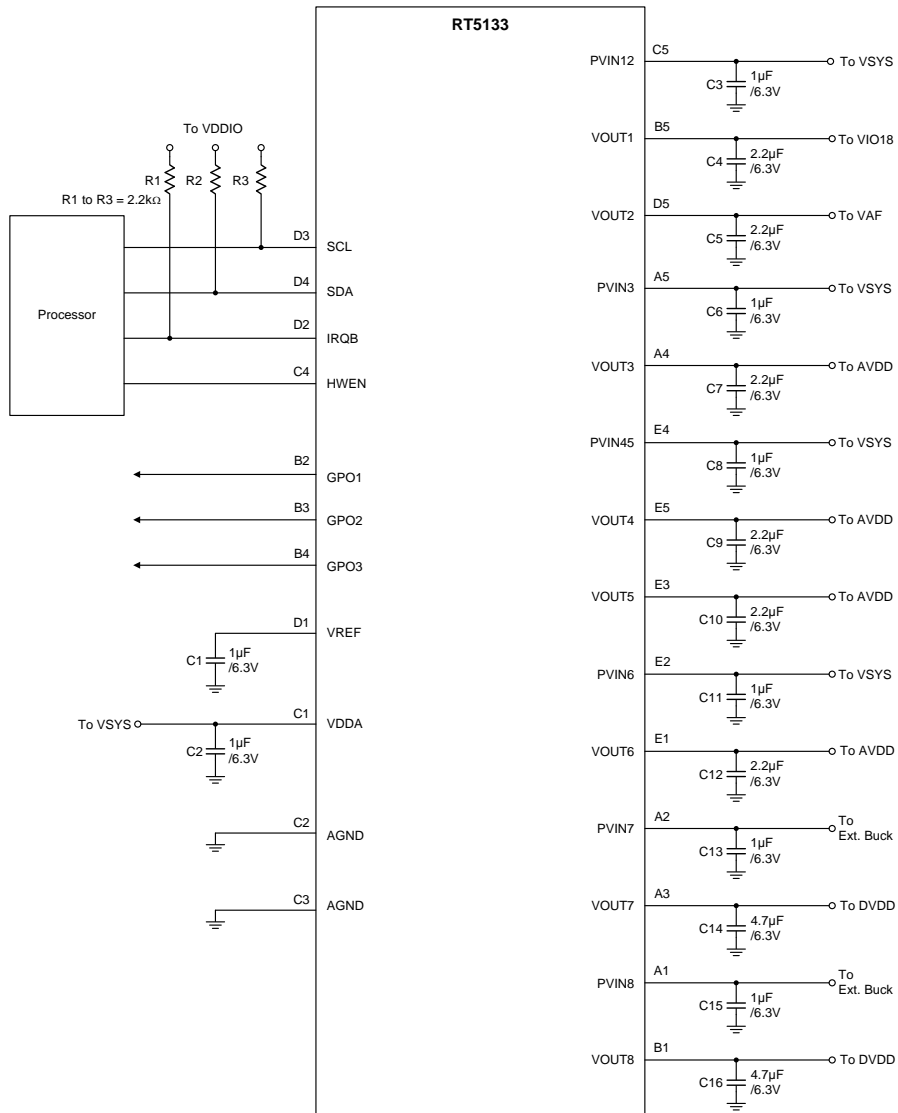 RT5133
To VDDIO
R1
R2
R3
R1 to R3 = 2.2kΩ
Processor
D3
SCL
D4
SDA
D2
IRQB
C4
HWEN
B2
GPO1
B3
GPO2
B4
GPO3
D1
VREF
C1
1µF
/6.3V
To VSYS
C1
VDDA
C2
1µF
/6.3V
C2
AGND
C3
AGND
PVIN12
C5
To VSYS
C3
1µF
/6.3V
VOUT1
B5
To VIO18
C4
2.2µF
/6.3V
VOUT2
D5
To VAF
C5
2.2µF
/6.3V
PVIN3
A5
To VSYS
C6
1µF
/6.3V
VOUT3
A4
To AVDD
C7
2.2µF
/6.3V
PVIN45
E4
To VSYS
C8
1µF
/6.3V
VOUT4
E5
To AVDD
C9
2.2µF
/6.3V
VOUT5
E3
To AVDD
C10
2.2µF
/6.3V
PVIN6
E2
To VSYS
C11
1µF
/6.3V
VOUT6
E1
To AVDD
C12
2.2µF
/6.3V
PVIN7
A2
To
Ext. Buck
C13
1µF
/6.3V
VOUT7
A3
To DVDD
C14
4.7µF
/6.3V
PVIN8
A1
To
Ext. Buck
C15
1µF
/6.3V
VOUT8
B1
To DVDD
C16
4.7µF
/6.3V